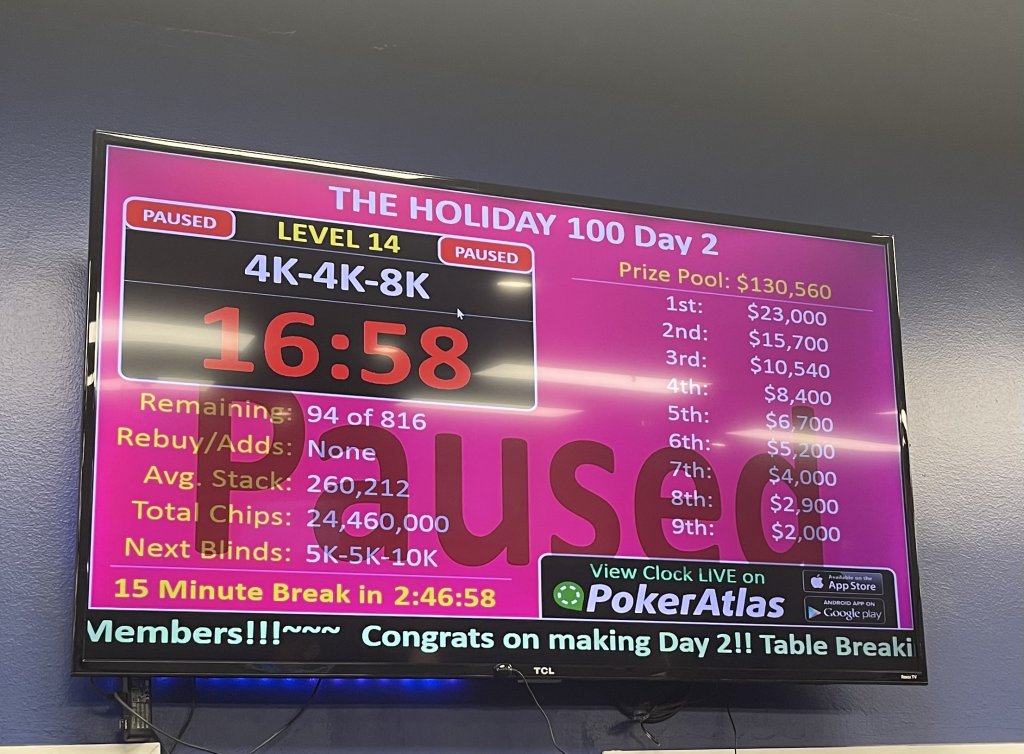 THE HOLIDAY 100 Day 2
PAUSED
LEVEL 14
PAUSED
4K-4K-8K
16:58
Remaining: 94 of 816
Rebuy/Adds: None
Avg. Stack: 260,212
Total Chips: 24,460,000
Next Blinds: 5K-5K-10K
15 Minute Break in 2:46:58
Prize Pool: $130,560
1st: $23,000
2nd: $15,700
3rd: $10,540
4th: $8,400
5th: $6,700
6th: $5,200
7th: $4,000
8th: $2,900
9th: $2,000
Paused
View Clock LIVE on
PokerAtlas
Available on the
App Store
ANDROID APP ON
Google play
Members!!!~~~ Congrats on making Day 2!! Table Breaki
TCL
Roku TV